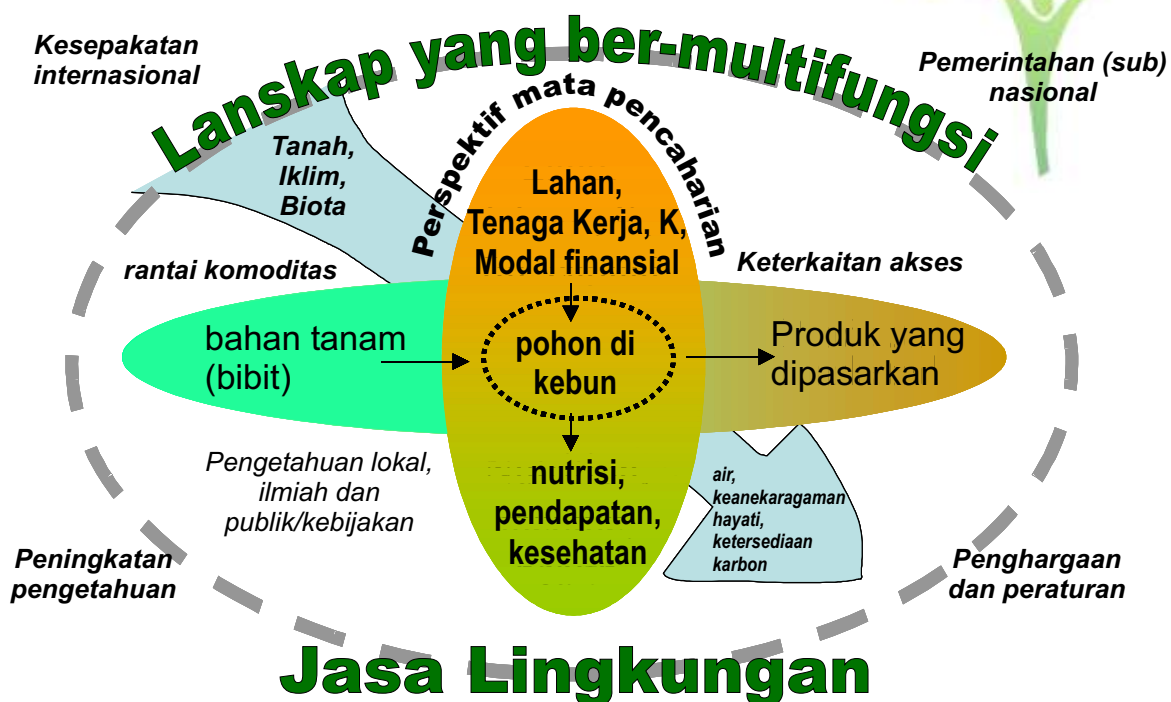 Kesepakatan
internasional
Lanskap yang ber-multifungsi
Pemerintahan (sub)
nasional
Perspektif mata pencaharian
Tanah,
Iklim,
Biota
Lahan,
Tenaga Kerja, K,
Modal finansial
rantai komoditas
Keterkaitan akses
bahan tanam
(bibit)
pohon di
kebun
Produk yang
dipasarkan
Pengetahuan lokal,
ilmiah dan
publik/kebijakan
nutrisi,
pendapatan,
kesehatan
air,
keanekaragaman
hayati,
ketersediaan
karbon
Peningkatan
pengetahuan
Penghargaan
dan peraturan
Jasa Lingkungan